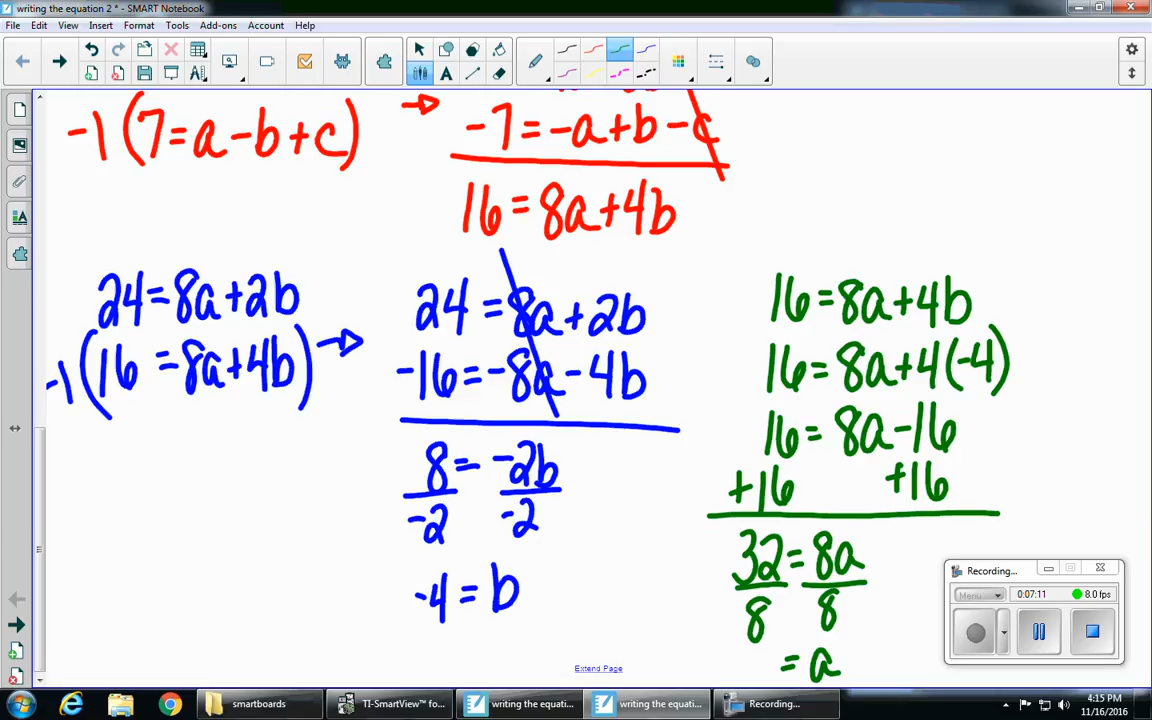 writing the equation 2 * - SMART Notebook
File Edit View Insert Format Tools Add-ons Account Help
-1(7=a-b+c) → -7=-a+b-c
16=8a+4b
24=8a+2b
-1(16=8a+4b) →
24=8a+2b
-16=-8a-4b
8=-2b
-2 -2
-4=b
16=8a+4b
16=8a+4(-4)
16=8a-16
+16 +16
32=8a
8 8
=a
Recording...
Menu... 0:07:11 8.0 fps
Extend Page
smartboards TI-SmartView™ fo... writing the equati... writing the equati... Recording...
4:15 PM
11/16/2016